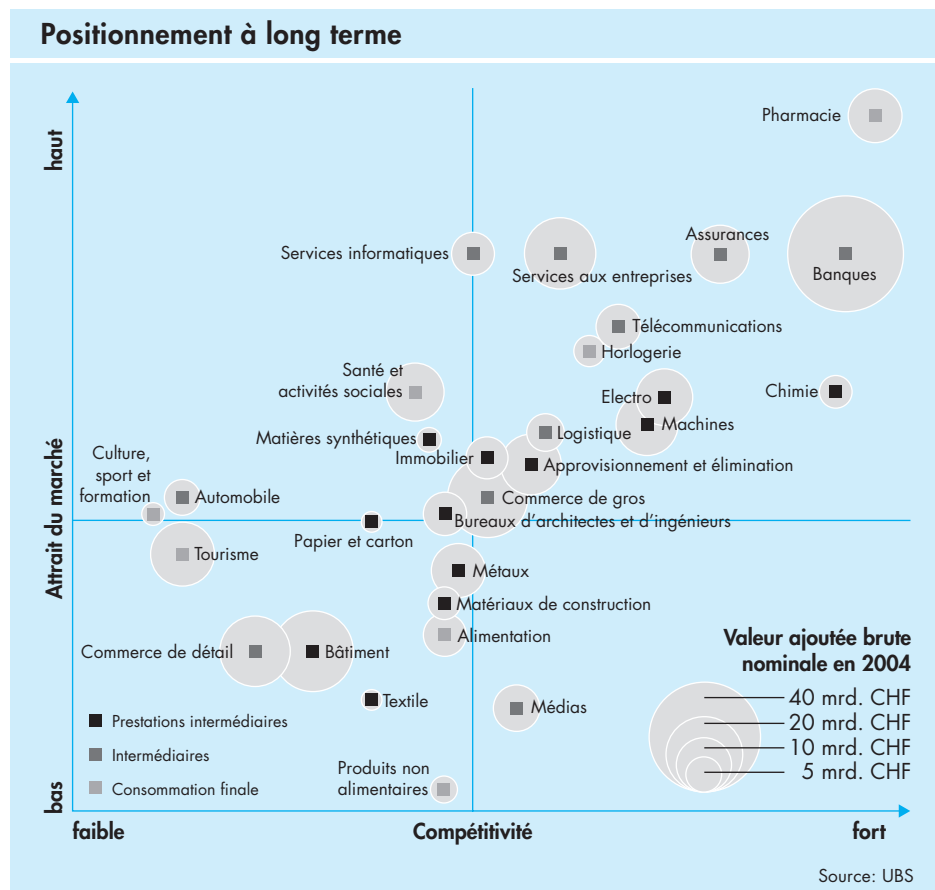 Positionnement à long terme
haut
Attrait du marché
bas
Pharmacie
Services informatiques
Services aux entreprises
Assurances
Banques
Télécommunications
Horlogerie
Santé et
activités sociales
Electro
Chimie
Matières synthétiques
Logistique
Machines
Immobilier
Approvisionnement et élimination
Culture,
sport et
formation
Automobile
Commerce de gros
Bureaux d'architectes et d'ingénieurs
Papier et carton
Tourisme
Métaux
Matériaux de construction
Alimentation
Commerce de détail
Bâtiment
Textile
Médias
Produits non
alimentaires
Valeur ajoutée brute
nominale en 2004
40 mrd. CHF
20 mrd. CHF
10 mrd. CHF
5 mrd. CHF
Prestations intermédiaires
Intermédiaires
Consommation finale
faible
Compétitivité
fort
Source: UBS